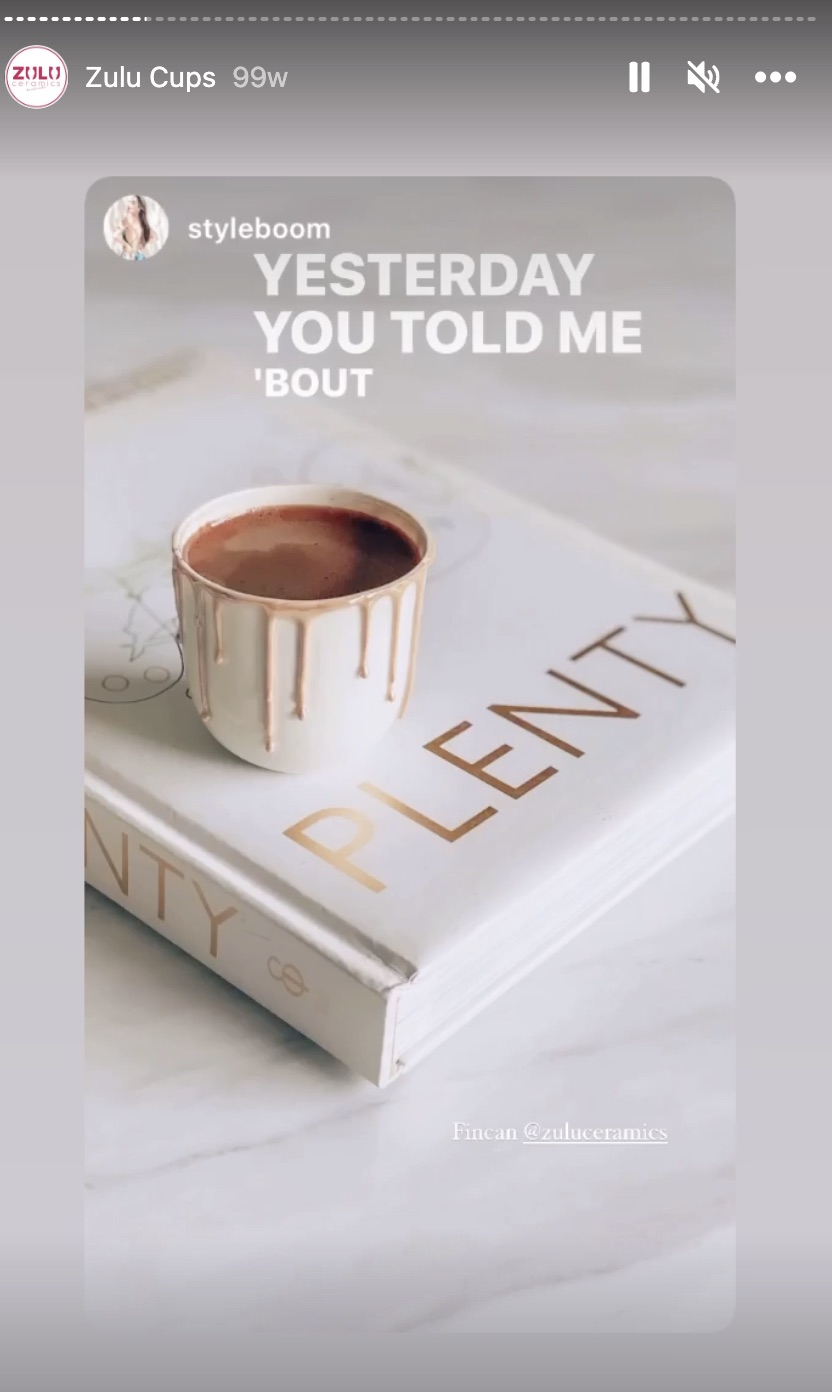 ZULU
ceramics
Zulu Cups 99w
styleboom
YESTERDAY
YOU TOLD ME
'BOUT
PLENTY
NTY
Fincan @zuluceramics